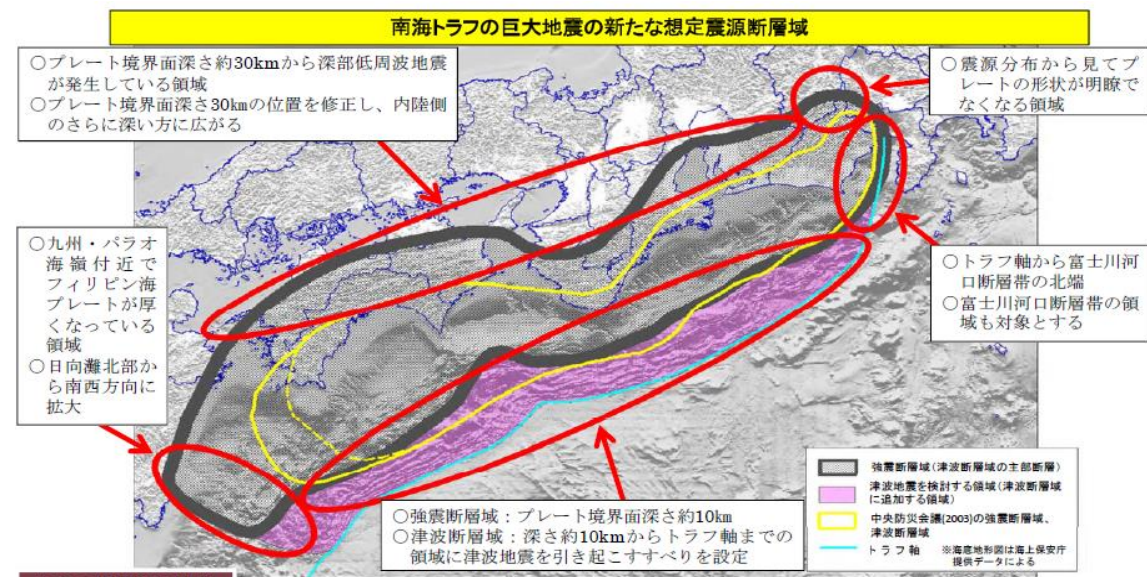 南海トラフの巨大地震の新たな想定震源断層域
○プレート境界面深さ約30kmから深部低周波地震
が発生している領域
○プレート境界面深さ30㎞の位置を修正し、内陸側
のさらに深い方に広がる
○震源分布から見てプ
レートの形状が明瞭で
なくなる領域
○九州・パラオ
海嶺付近で
フィリピン海
プレートが厚
くなっている
領域
○日向灘北部か
ら南西方向に
拡大
○トラフ軸から富士川河
口断層帯の北端
○富士川河口断層帯の領
域も対象とする
○強震断層域：プレート境界面深さ約10㎞
○津波断層域：深さ約10㎞からトラフ軸までの
領域に津波地震を引き起こすすべりを設定
強震断層域(津波断層域の主部断層)
津波地震を検討する領域(津波断層域
に追加する領域)
中央防災会議(2003)の強震断層域、
津波断層域
トラフ軸
※海底地形図は海上保安庁
提供データによる